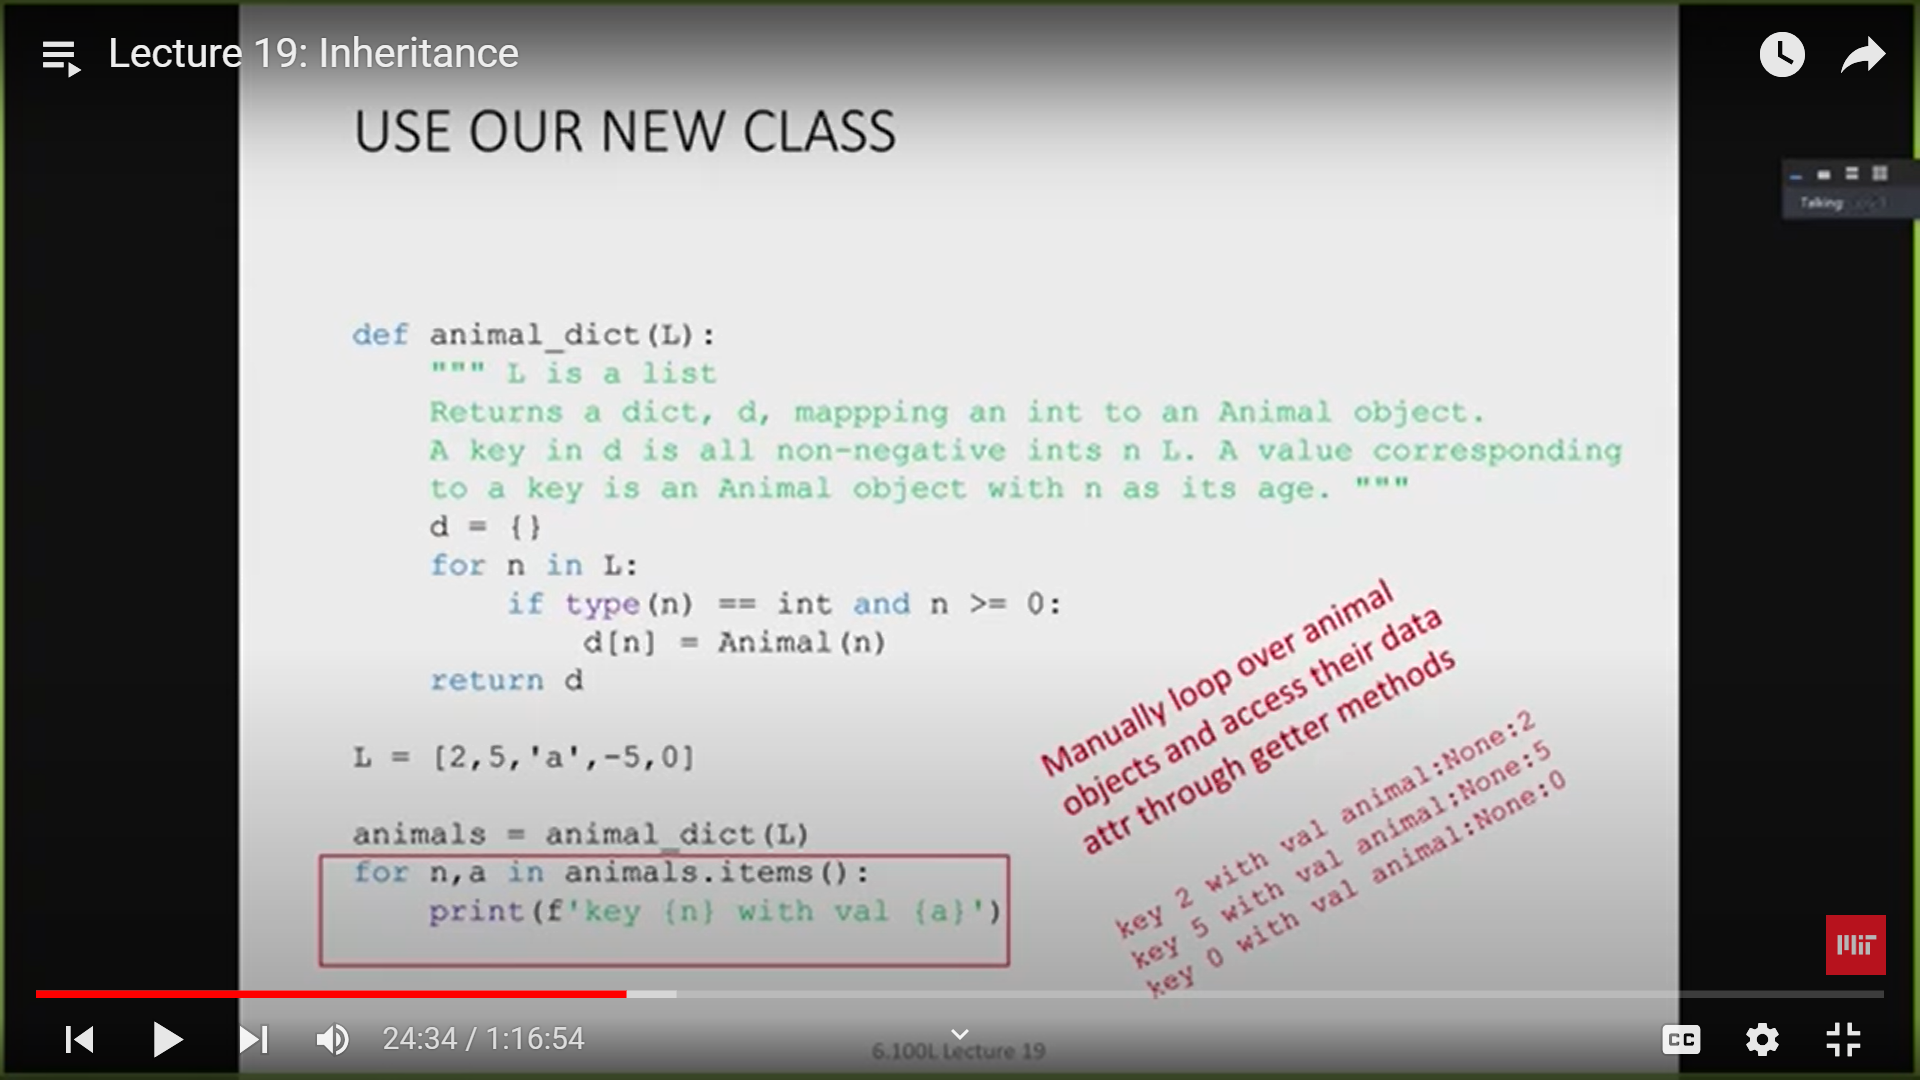 Lecture 19: Inheritance
USE OUR NEW CLASS
Talking:
def animal_dict(L):
""" L is a list
Returns a dict, d, mappping an int to an Animal object.
A key in d is all non-negative ints n L. A value corresponding
to a key is an Animal object with n as its age. """
d = {}
for n in L:
if type(n) == int and n >= 0:
d[n] = Animal(n)
return d
L = [2,5,'a',-5,0]
animals = animal_dict(L)
for n,a in animals.items():
print(f'key {n} with val {a}')
Manually loop over animal
objects and access their data
attr through getter methods
key 2 with val animal:None:2
key 5 with val animal:None:5
key 0 with val animal:None:0
MIT
24:34 / 1:16:54
6.100L Lecture 19
CC